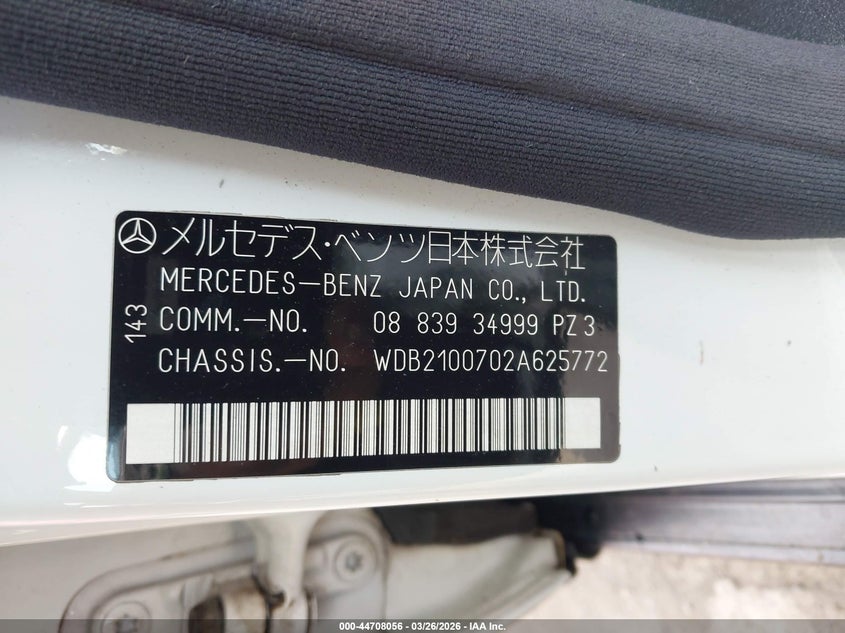 メルセデス・ベンツ日本株式会社
MERCEDES-BENZ JAPAN CO., LTD.
143
COMM.-NO. 08 839 34999 PZ3
CHASSIS.-NO. WDB2100702A625772
000-44708056 | 03/26/2026 | IAA Inc.